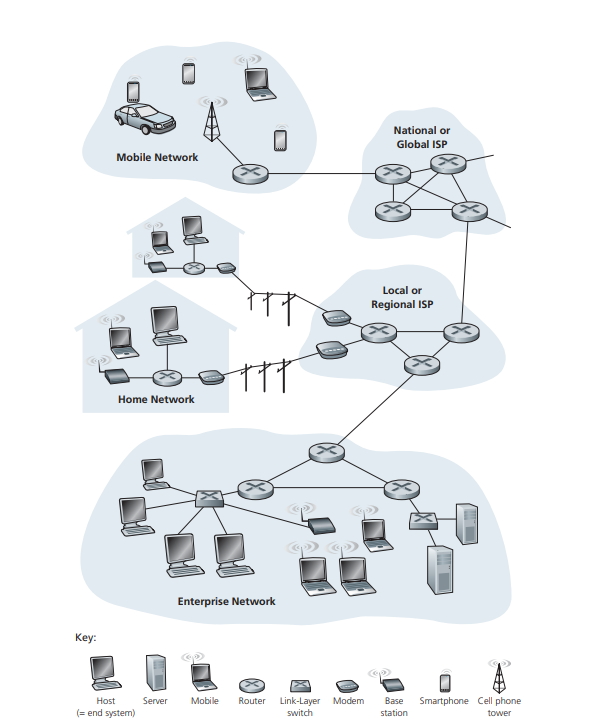 National or
Global ISP
Mobile Network
Local or
Regional ISP
Home Network
Enterprise Network
Key:
Host
(= end system)
Server
Mobile
Router
Link-Layer
switch
Modem
Base
station
Smartphone
Cell phone
tower